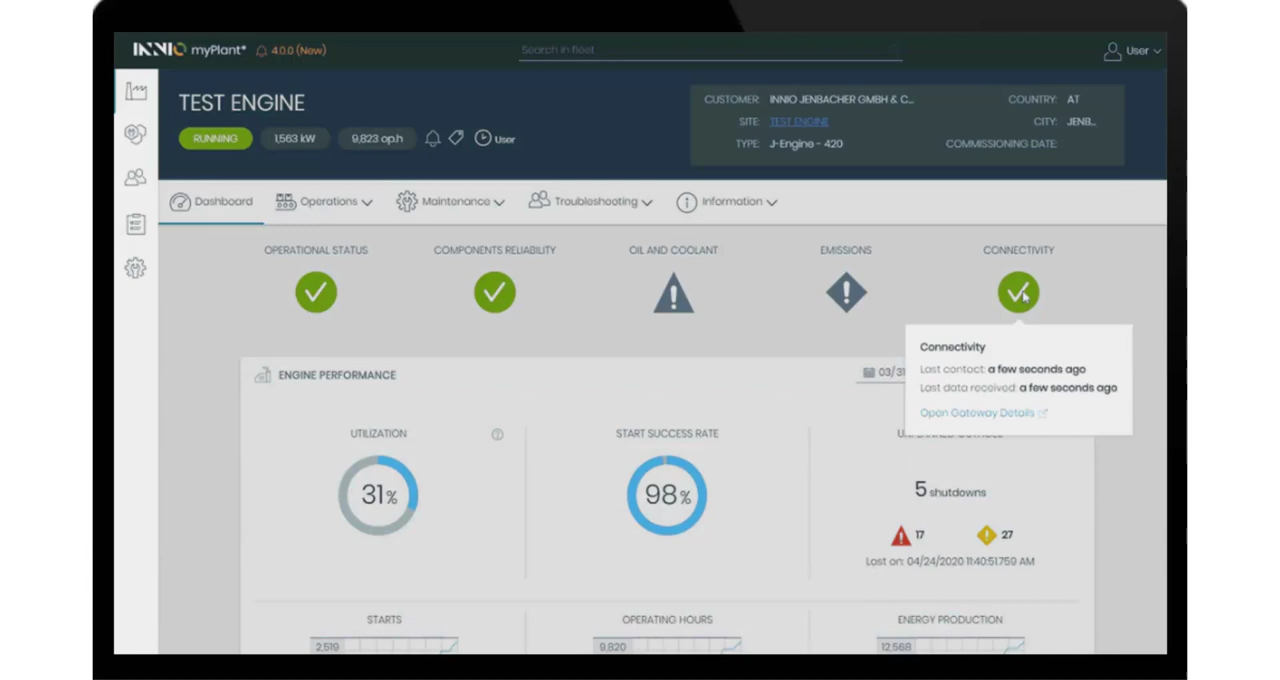 INNIO myPlant* 4.0.0 (New)
Search in fleet
User
TEST ENGINE
RUNNING 1,563 kW 9,823 op.h User
CUSTOMER: INNIO JENBACHER GMBH & C...
SITE: TEST ENGINE
TYPE: J-Engine - 420
COUNTRY: AT
CITY: JENB...
COMMISSIONING DATE:
Dashboard Operations Maintenance Troubleshooting Information
OPERATIONAL STATUS COMPONENTS RELIABILITY OIL AND COOLANT EMISSIONS CONNECTIVITY
Connectivity
Last contact: a few seconds ago
Last data received: a few seconds ago
Open Gateway Details
ENGINE PERFORMANCE
03/31
UTILIZATION
31%
START SUCCESS RATE
98%
5 shutdowns
17 27
Last on: 04/24/2020 11:40:51.759 AM
STARTS OPERATING HOURS ENERGY PRODUCTION
2,519 9,820 12,568